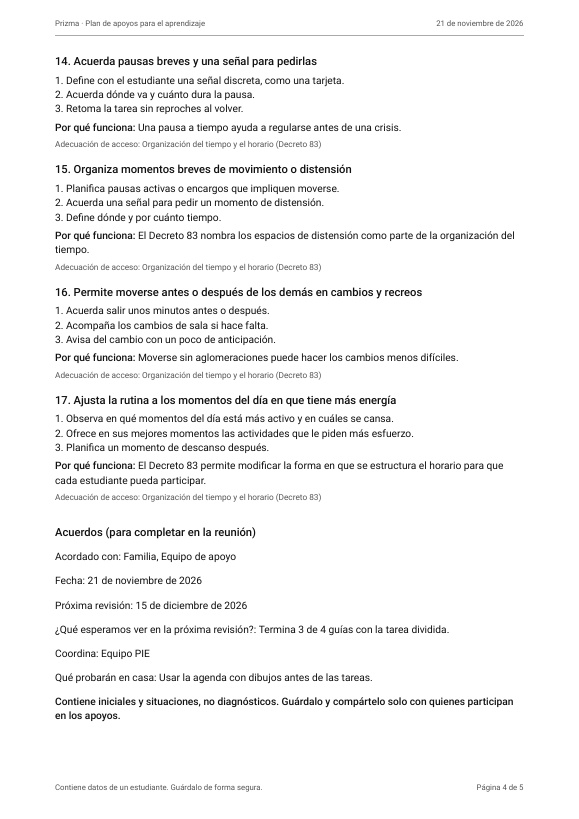 Prizma · Plan de apoyos para el aprendizaje
21 de noviembre de 2026
14. Acuerda pausas breves y una señal para pedirlas
1. Define con el estudiante una señal discreta, como una tarjeta.
2. Acuerda dónde va y cuánto dura la pausa.
3. Retoma la tarea sin reproches al volver.
Por qué funciona: Una pausa a tiempo ayuda a regularse antes de una crisis.
Adecuación de acceso: Organización del tiempo y el horario (Decreto 83)
15. Organiza momentos breves de movimiento o distensión
1. Planifica pausas activas o encargos que impliquen moverse.
2. Acuerda una señal para pedir un momento de distensión.
3. Define dónde y por cuánto tiempo.
Por qué funciona: El Decreto 83 nombra los espacios de distensión como parte de la organización del
tiempo.
Adecuación de acceso: Organización del tiempo y el horario (Decreto 83)
16. Permite moverse antes o después de los demás en cambios y recreos
1. Acuerda salir unos minutos antes o después.
2. Acompaña los cambios de sala si hace falta.
3. Avisa del cambio con un poco de anticipación.
Por qué funciona: Moverse sin aglomeraciones puede hacer los cambios menos difíciles.
Adecuación de acceso: Organización del tiempo y el horario (Decreto 83)
17. Ajusta la rutina a los momentos del día en que tiene más energía
1. Observa en qué momentos del día está más activo y en cuáles se cansa.
2. Ofrece en sus mejores momentos las actividades que le piden más esfuerzo.
3. Planifica un momento de descanso después.
Por qué funciona: El Decreto 83 permite modificar la forma en que se estructura el horario para que
cada estudiante pueda participar.
Adecuación de acceso: Organización del tiempo y el horario (Decreto 83)
Acuerdos (para completar en la reunión)
Acordado con: Familia, Equipo de apoyo
Fecha: 21 de noviembre de 2026
Próxima revisión: 15 de diciembre de 2026
¿Qué esperamos ver en la próxima revisión?: Termina 3 de 4 guías con la tarea dividida.
Coordina: Equipo PIE
Qué probarán en casa: Usar la agenda con dibujos antes de las tareas.
Contiene iniciales y situaciones, no diagnósticos. Guárdalo y compártelo solo con quienes participan
en los apoyos.
Contiene datos de un estudiante. Guárdalo de forma segura.
Página 4 de 5